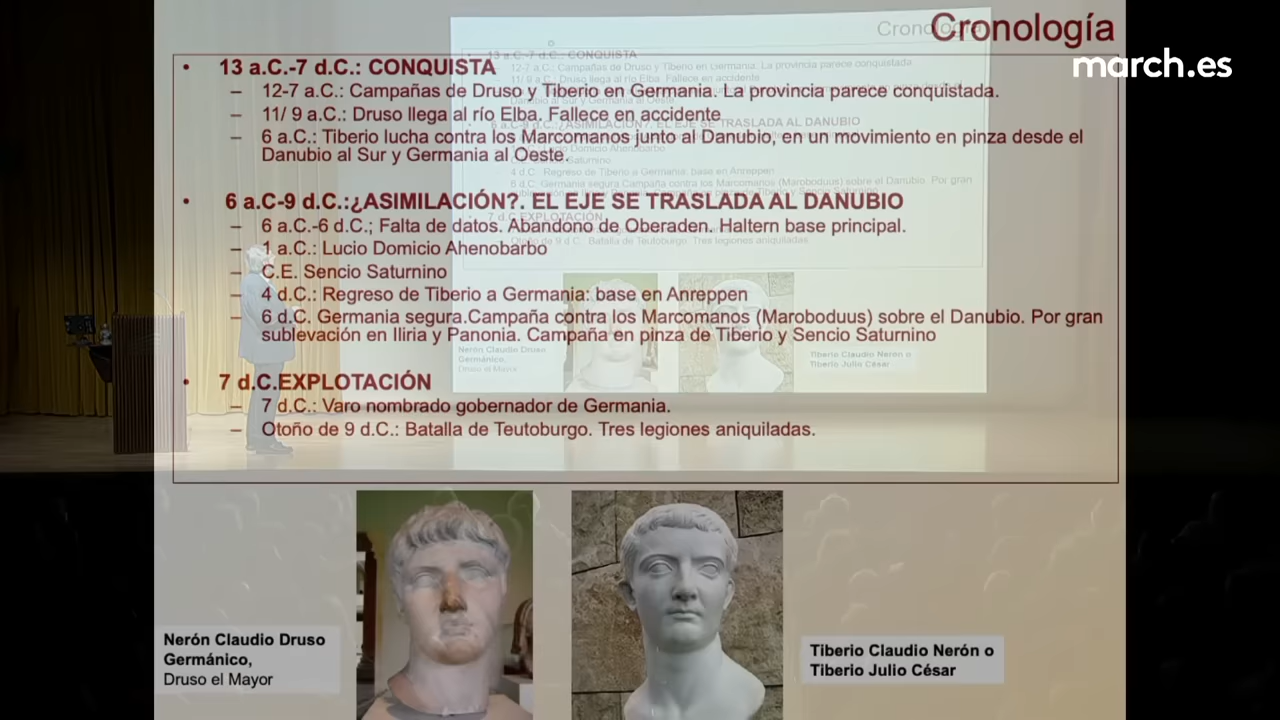 Cronología
march.es
• 13 a.C.-7 d.C.: CONQUISTA
– 12-7 a.C.: Campañas de Druso y Tiberio en Germania. La provincia parece conquistada.
– 11/ 9 a.C.: Druso llega al río Elba. Fallece en accidente
– 6 a.C.: Tiberio lucha contra los Marcomanos junto al Danubio, en un movimiento en pinza desde el
Danubio al Sur y Germania al Oeste.
• 6 a.C-9 d.C.:¿ASIMILACIÓN?. EL EJE SE TRASLADA AL DANUBIO
– 6 a.C.-6 d.C.; Falta de datos. Abandono de Oberaden. Haltern base principal.
– 1 a.C.: Lucio Domicio Ahenobarbo
– C.E. Sencio Saturnino
– 4 d.C.: Regreso de Tiberio a Germania: base en Anreppen
– 6 d.C. Germania segura.Campaña contra los Marcomanos (Maroboduus) sobre el Danubio. Por gran
sublevación en Iliria y Panonia. Campaña en pinza de Tiberio y Sencio Saturnino
• 7 d.C.EXPLOTACIÓN
– 7 d.C.: Varo nombrado gobernador de Germania.
– Otoño de 9 d.C.: Batalla de Teutoburgo. Tres legiones aniquiladas.
Nerón Claudio Druso
Germánico,
Druso el Mayor
Tiberio Claudio Nerón o
Tiberio Julio César